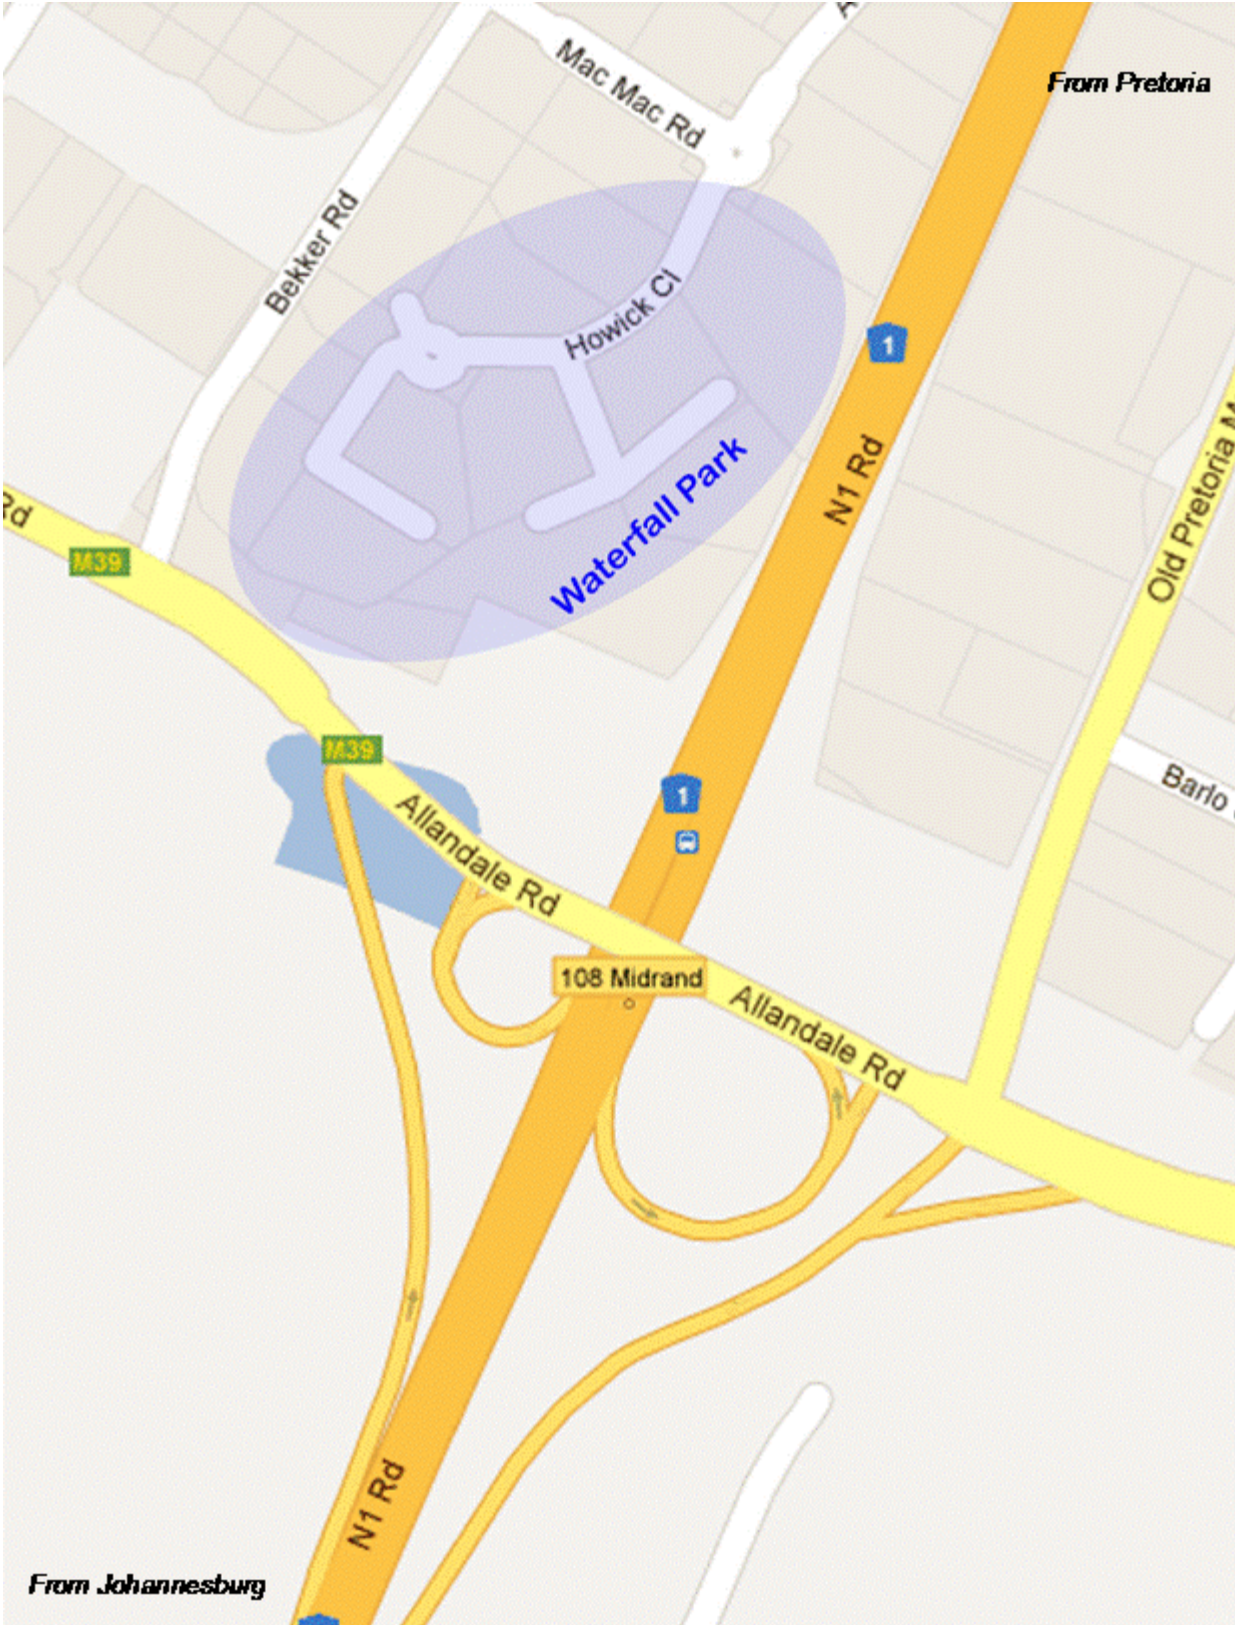 From Pretoria
Mac Mac Rd
Bekker Rd
Howick Cl
1
N1 Rd
Waterfall Park
Old Pretoria
Rd
M39
M39
1
Barlo
Allandale Rd
108 Midrand
Allandale Rd
N1 Rd
From Johannesburg